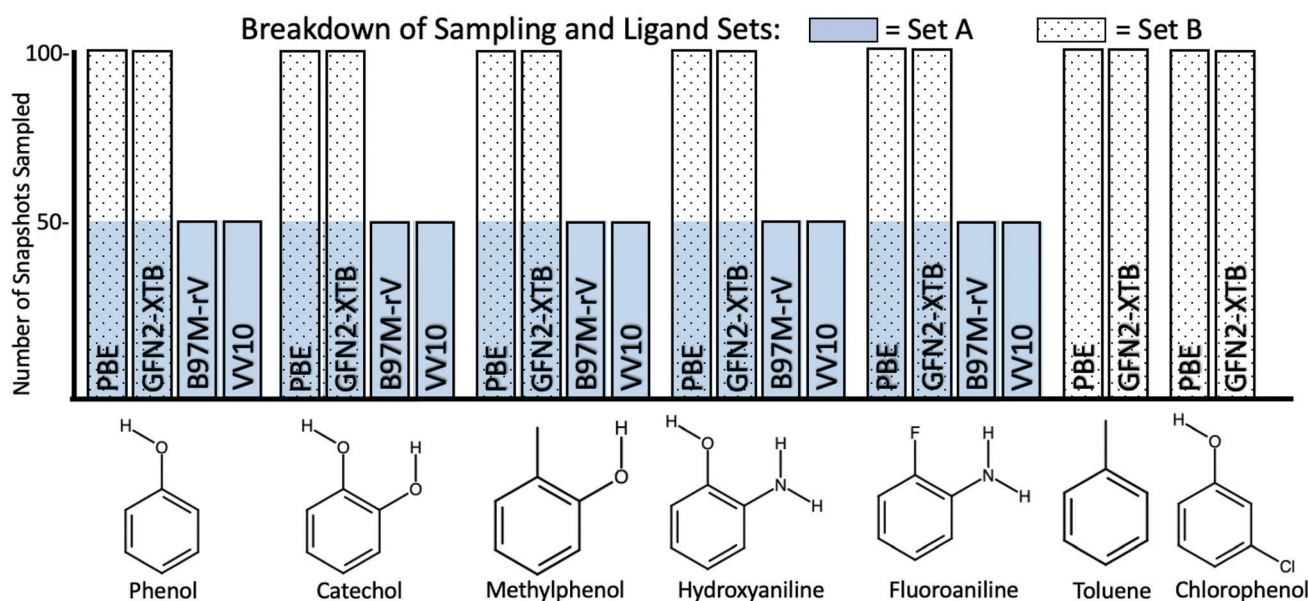 Breakdown of Sampling and Ligand Sets: = Set A = Set B
Number of Snapshots Sampled
100-
50-
PBE GFN2-XTB B97M-rV VV10 PBE GFN2-XTB B97M-rV VV10 PBE GFN2-XTB B97M-rV VV10 PBE GFN2-XTB B97M-rV VV10 PBE GFN2-XTB B97M-rV VV10 PBE GFN2-XTB PBE GFN2-XTB
H O
H O H O
H O
H O H N H
F H N H
H O Cl
Phenol Catechol Methylphenol Hydroxyaniline Fluoroaniline Toluene Chlorophenol